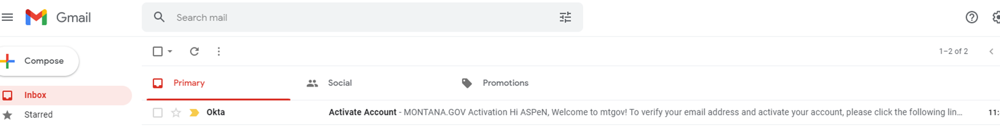 Gmail
Search mail
Compose
1–2 of 2
Primary
Social
Promotions
Inbox
Okta
Activate Account - MONTANA.GOV Activation Hi ASPeN, Welcome to mtgov! To verify your email address and activate your account, please click the following lin...
11:
Starred